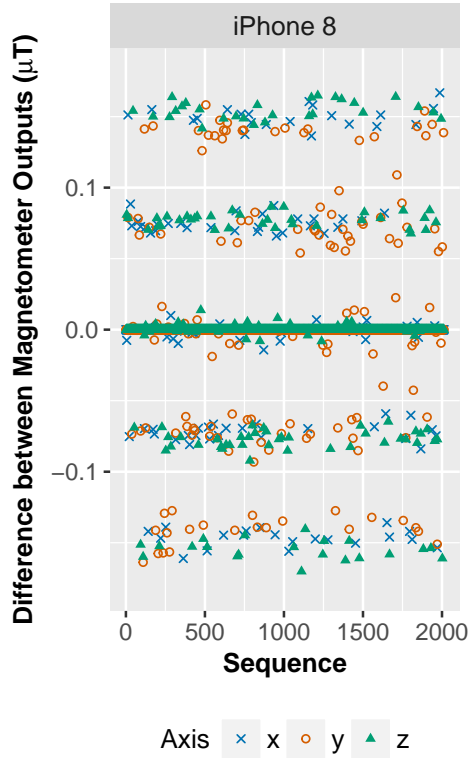 iPhone 8
Difference between Magnetometer Outputs (μT)
0.1
0.0
−0.1
0 500 1000 1500 2000
Sequence
Axis x y z